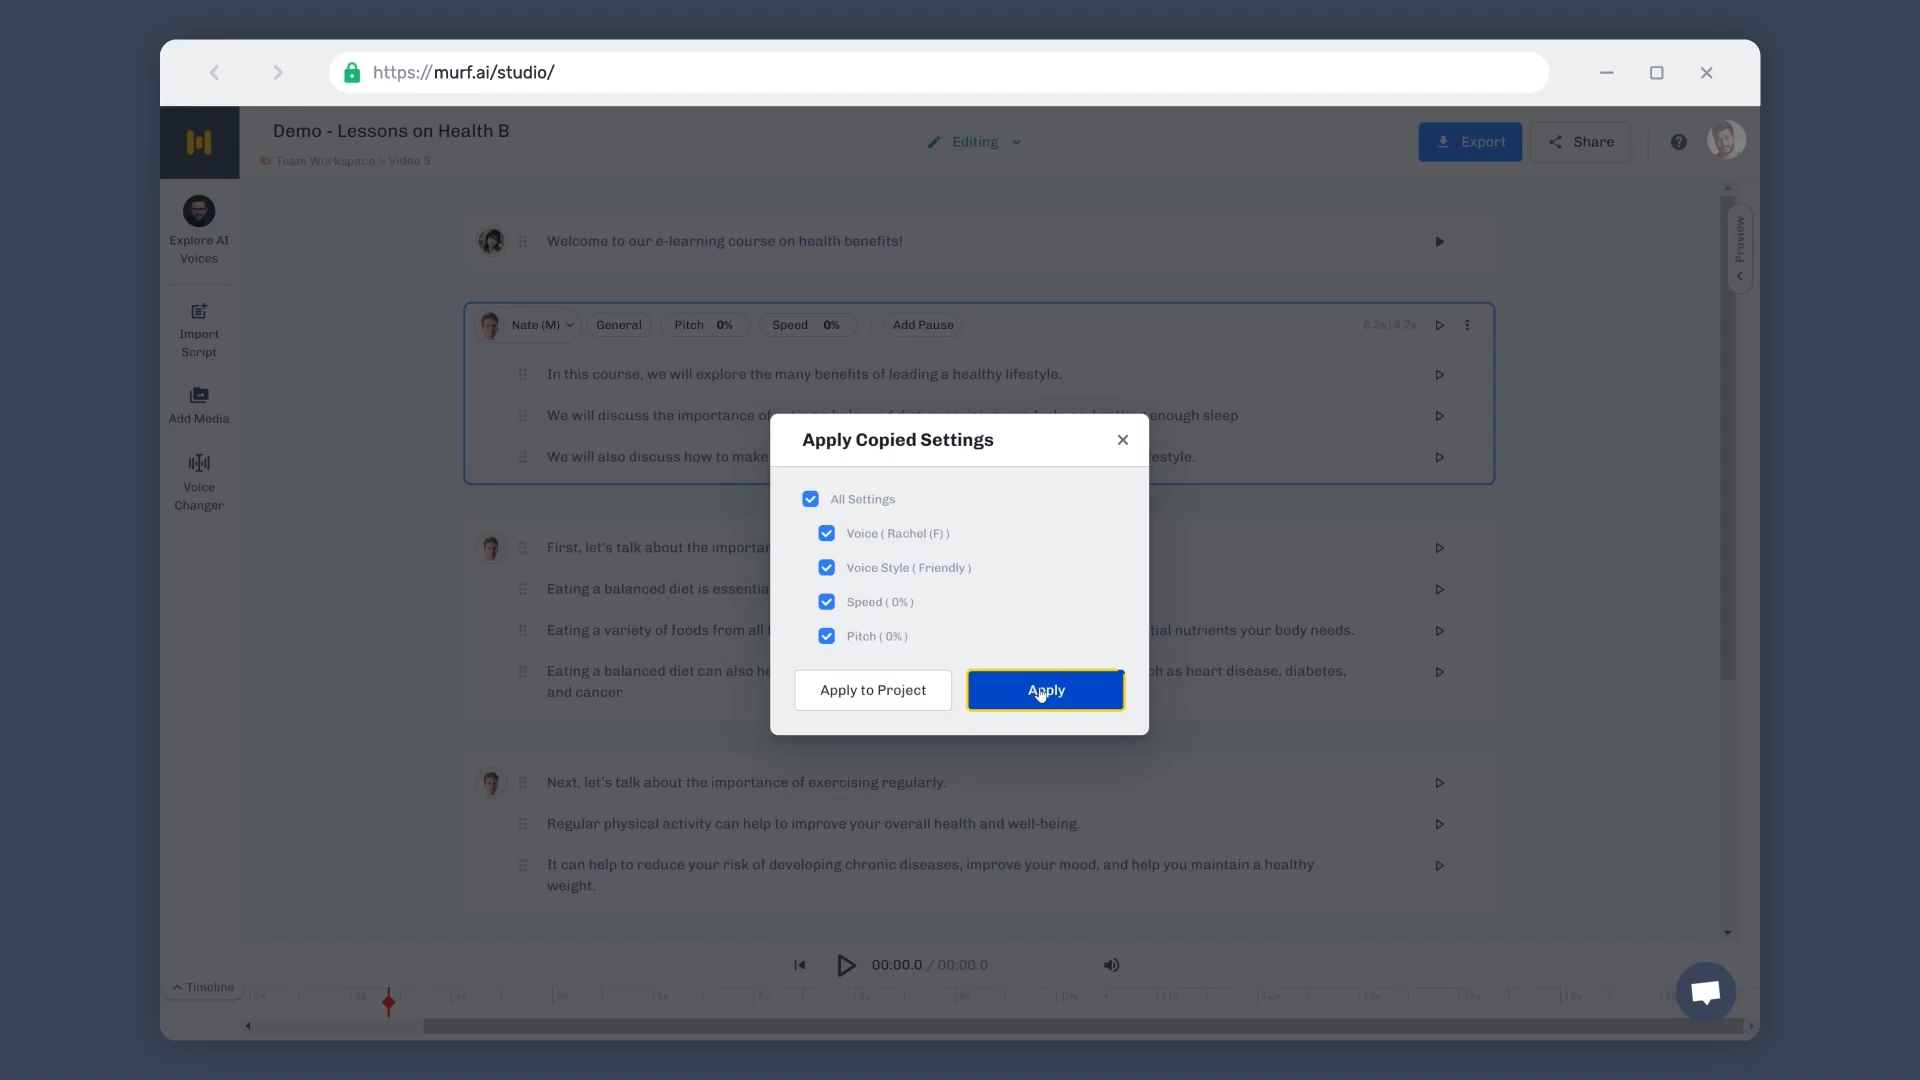 https://murf.ai/studio/
Demo - Lessons on Health B
Team Workspace > Video 5
Editing
Export
Share
Explore AI
Voices
Import
Script
Add Media
Voice
Changer
Preview
Welcome to our e-learning course on health benefits!
Nate (M) General Pitch 0% Speed 0% Add Pause
In this course, we will explore the many benefits of leading a healthy lifestyle.
We will discuss the importance of enough sleep
We will also discuss how to make
Apply Copied Settings
All Settings
Voice ( Rachel (F) )
Voice Style ( Friendly )
Speed ( 0% )
Pitch ( 0% )
Apply to Project
Apply
First, let's talk about the
Eating a balanced diet is
Eating a variety of foods from all nutrients your body needs.
Eating a balanced diet can also as heart disease, diabetes,
and cancer.
Next, let's talk about the importance of exercising regularly.
Regular physical activity can help to improve your overall health and well-being.
It can help to reduce your risk of developing chronic diseases, improve your mood, and help you maintain a healthy
weight.
00:00.0 / 00:00.0
Timeline